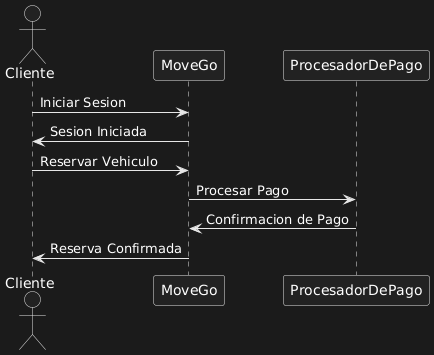 Cliente
MoveGo
ProcesadorDePago
Iniciar Sesion
Sesion Iniciada
Reservar Vehiculo
Procesar Pago
Confirmacion de Pago
Reserva Confirmada
Cliente
MoveGo
ProcesadorDePago